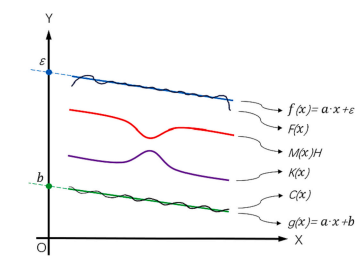 Y
ε
f(x)= a·x+ε
F(x)
M(x)H
K(x)
b
C(x)
g(x)= a·x+b
O
X